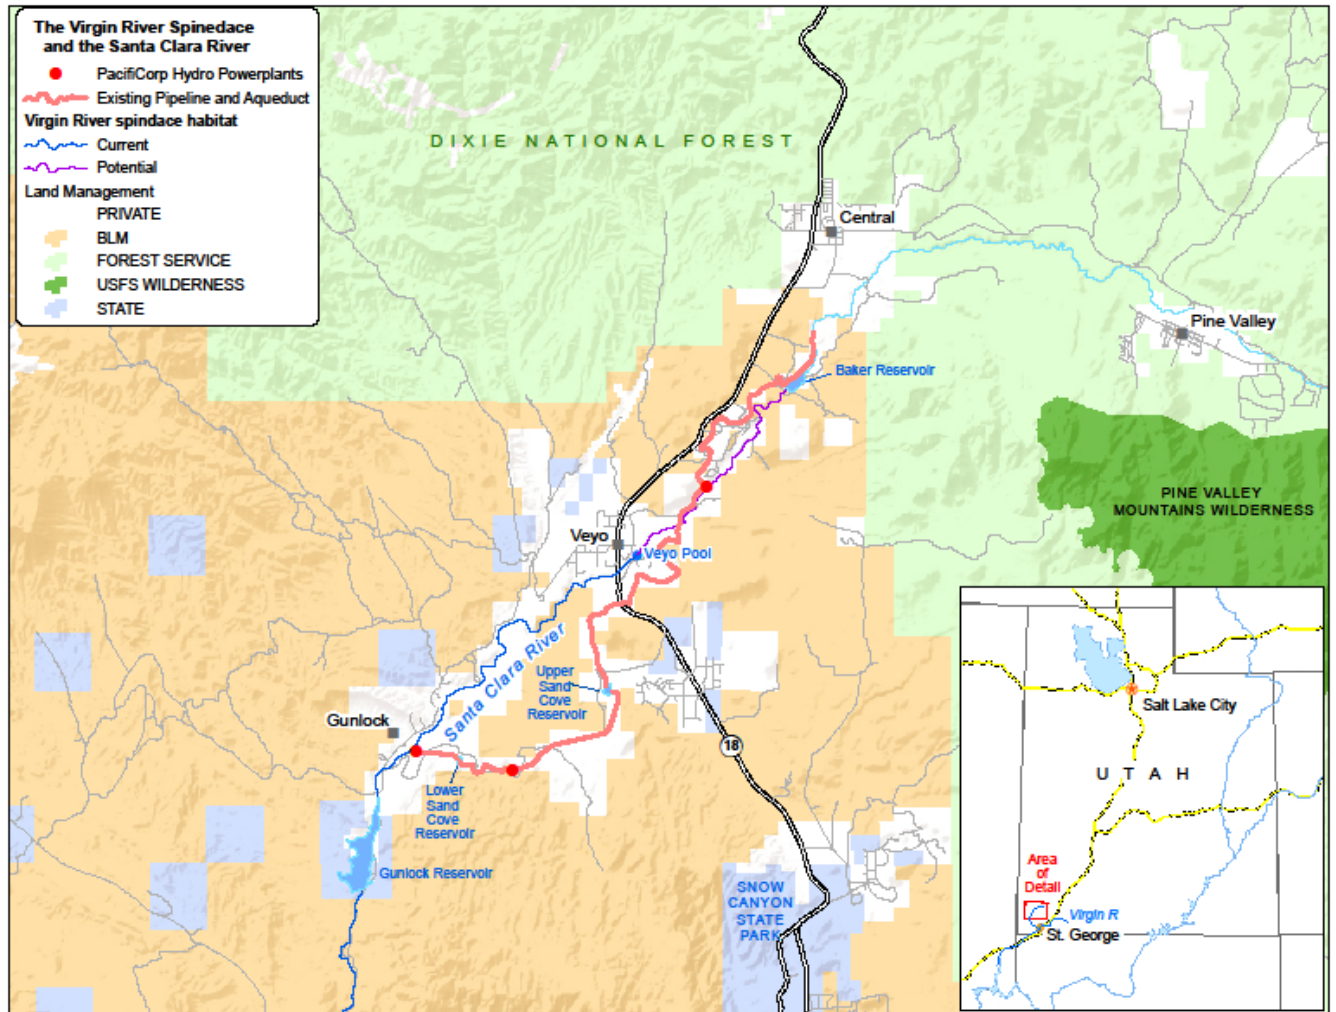 The Virgin River Spinedace
and the Santa Clara River
PacifiCorp Hydro Powerplants
Existing Pipeline and Aqueduct
Virgin River spindace habitat
Current
Potential
Land Management
PRIVATE
BLM
FOREST SERVICE
USFS WILDERNESS
STATE
DIXIE NATIONAL FOREST
Central
Pine Valley
Baker Reservoir
PINE VALLEY
MOUNTAINS WILDERNESS
Veyo
Veyo Pool
Santa Clara River
Upper
Sand
Cove
Reservoir
Gunlock
18
Lower
Sand
Cove
Reservoir
Gunlock Reservoir
SNOW
CANYON
STATE
PARK
Salt Lake City
UTAH
Area
of
Detail
Virgin R
St. George